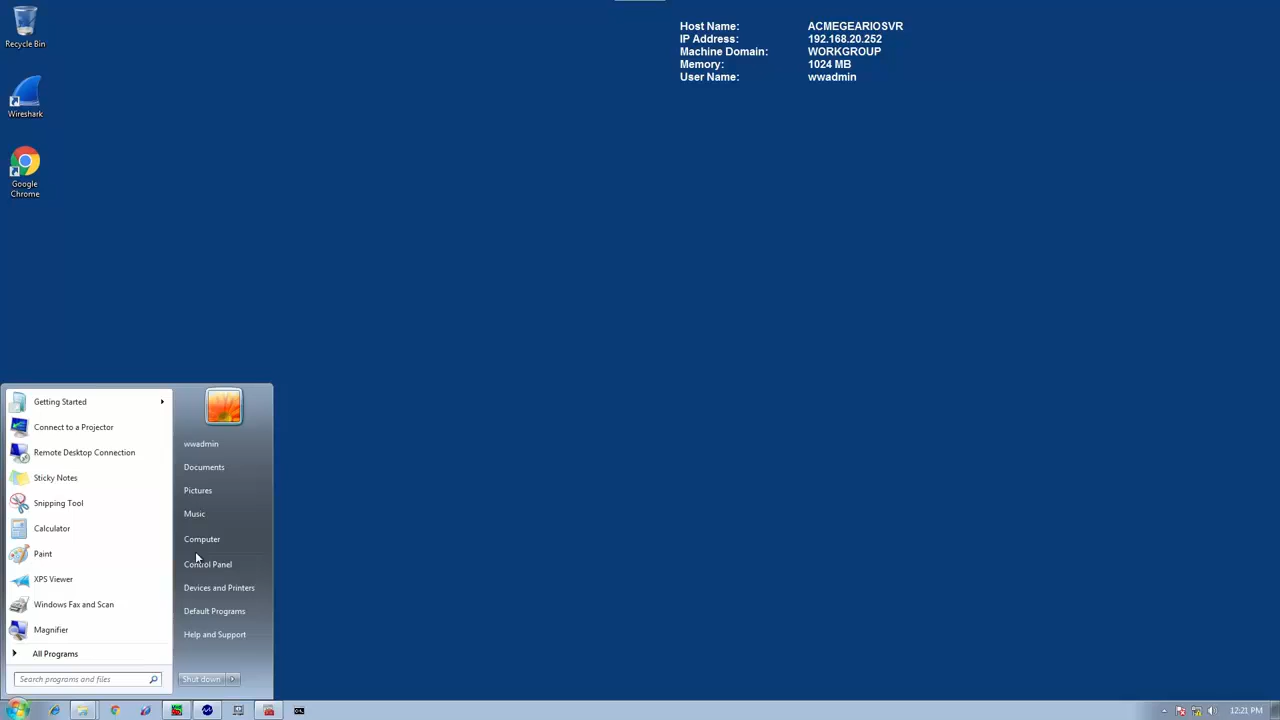 Recycle Bin
Wireshark
Google
Chrome
Host Name: ACMEGEARIOSVR
IP Address: 192.168.20.252
Machine Domain: WORKGROUP
Memory: 1024 MB
User Name: wwadmin
Getting Started
Connect to a Projector
Remote Desktop Connection
Sticky Notes
Snipping Tool
Calculator
Paint
XPS Viewer
Windows Fax and Scan
Magnifier
All Programs
Search programs and files
wwadmin
Documents
Pictures
Music
Computer
Control Panel
Devices and Printers
Default Programs
Help and Support
Shut down
12:21 PM